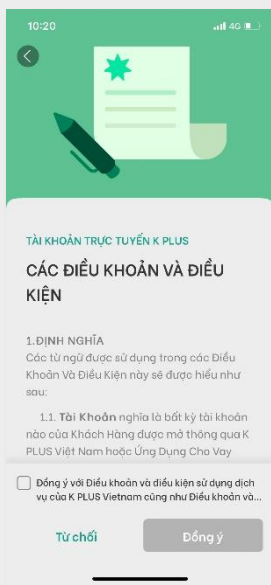 10:20
4G
TÀI KHOẢN TRỰC TUYẾN K PLUS
CÁC ĐIỀU KHOẢN VÀ ĐIỀU
KIỆN
1.ĐỊNH NGHĨA
Các từ ngữ được sử dụng trong các Điều
Khoản Và Điều Kiện này sẽ được hiểu như
sau:
1.1. Tài Khoản nghĩa là bất kỳ tài khoản
nào của Khách Hàng được mở thông qua K
PLUS Việt Nam hoặc Ứng Dụng Cho Vay
Đồng ý với Điều khoản và điều kiện sử dụng dịch
vụ của K PLUS Vietnam cũng như Điều khoản và...
Từ chối
Đồng ý